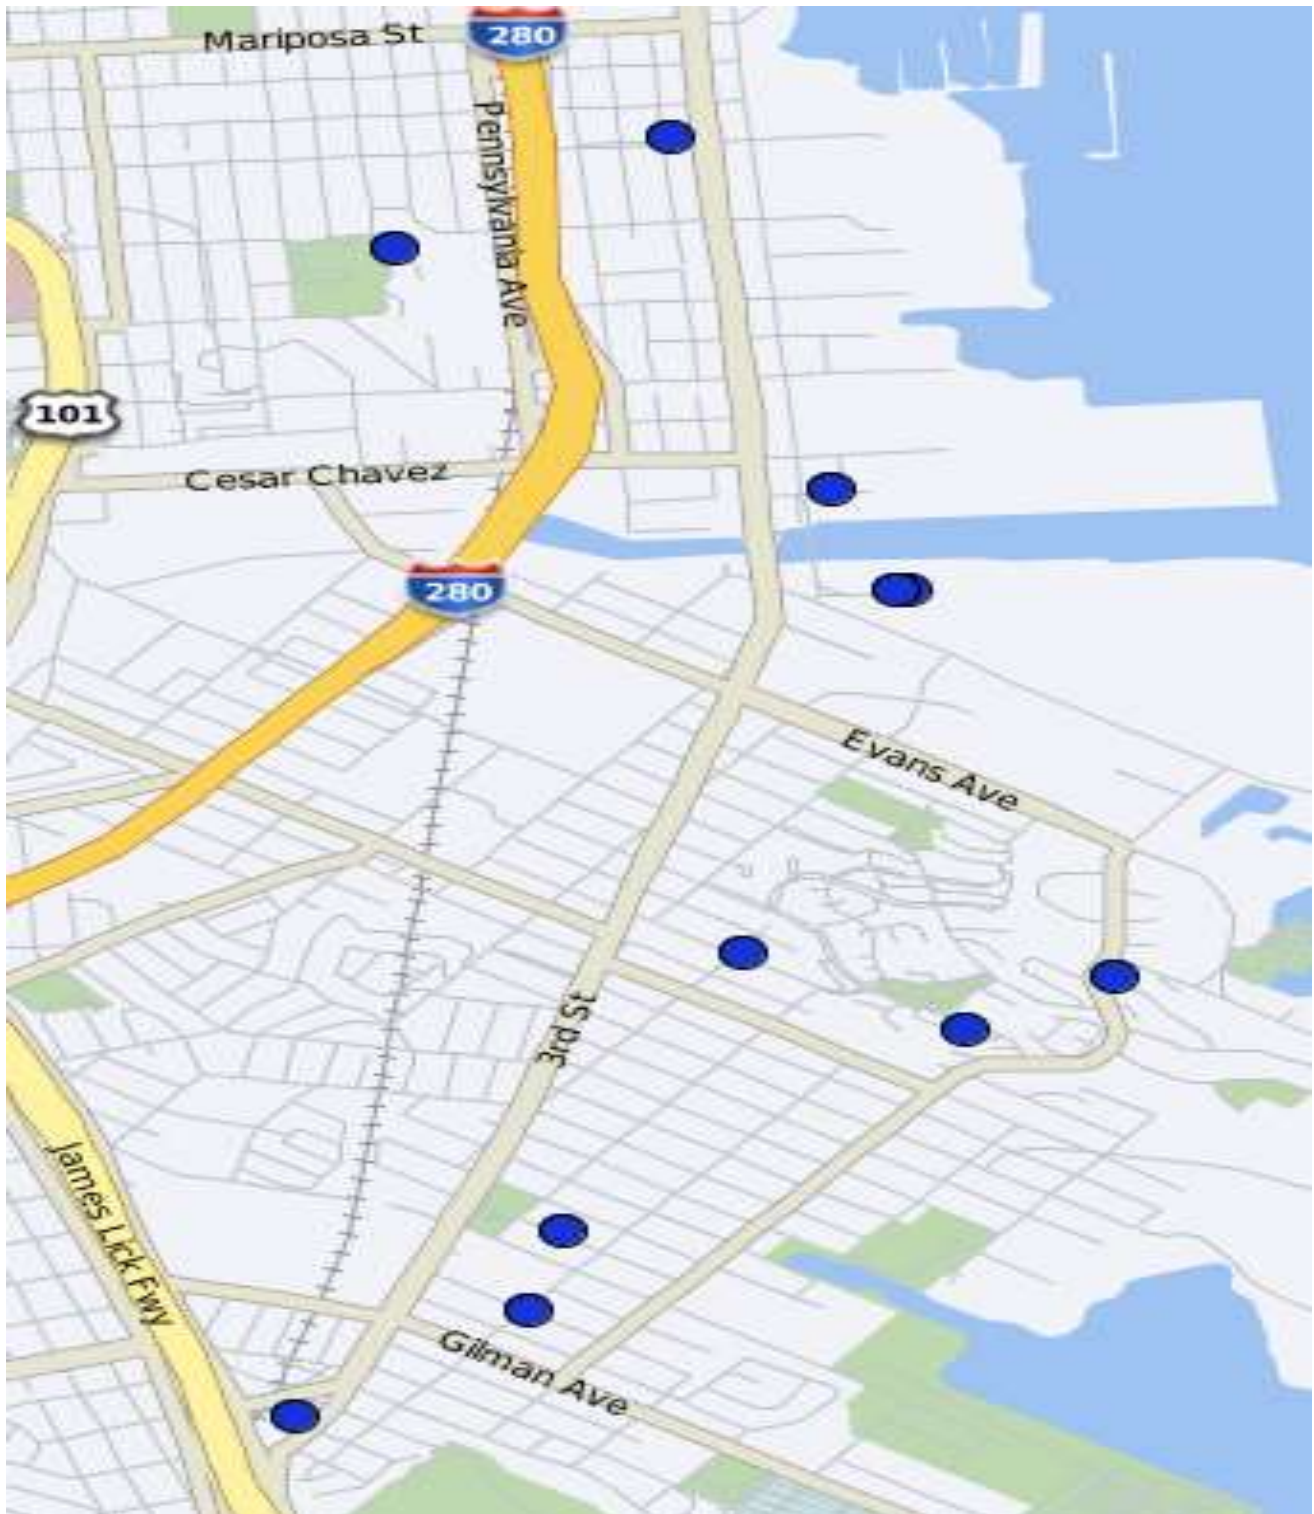 Mariposa St
280
Pennsylvania Ave
101
Cesar Chavez
280
Evans Ave
3rd St
James Lick Fwy
Gilman Ave